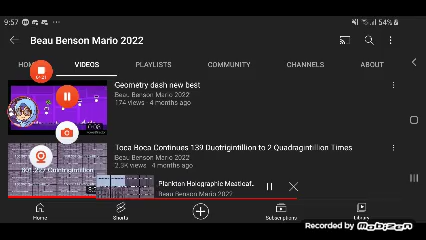 9:57
54%
Beau Benson Mario 2022
HOME
VIDEOS
PLAYLISTS
COMMUNITY
CHANNELS
ABOUT
Geometry dash new best
Beau Benson Mario 2022
174 views · 4 months ago
Toca Boca Continues 139 Duotrigintillion to 2 Quadragintillion Times
Beau Benson Mario 2022
2.3K views · 4 months ago
Plankton Holographic Meatloaf
Beau Benson Mario 2022
Home
Shorts
Subscriptions
Library
Recorded by Mobizen